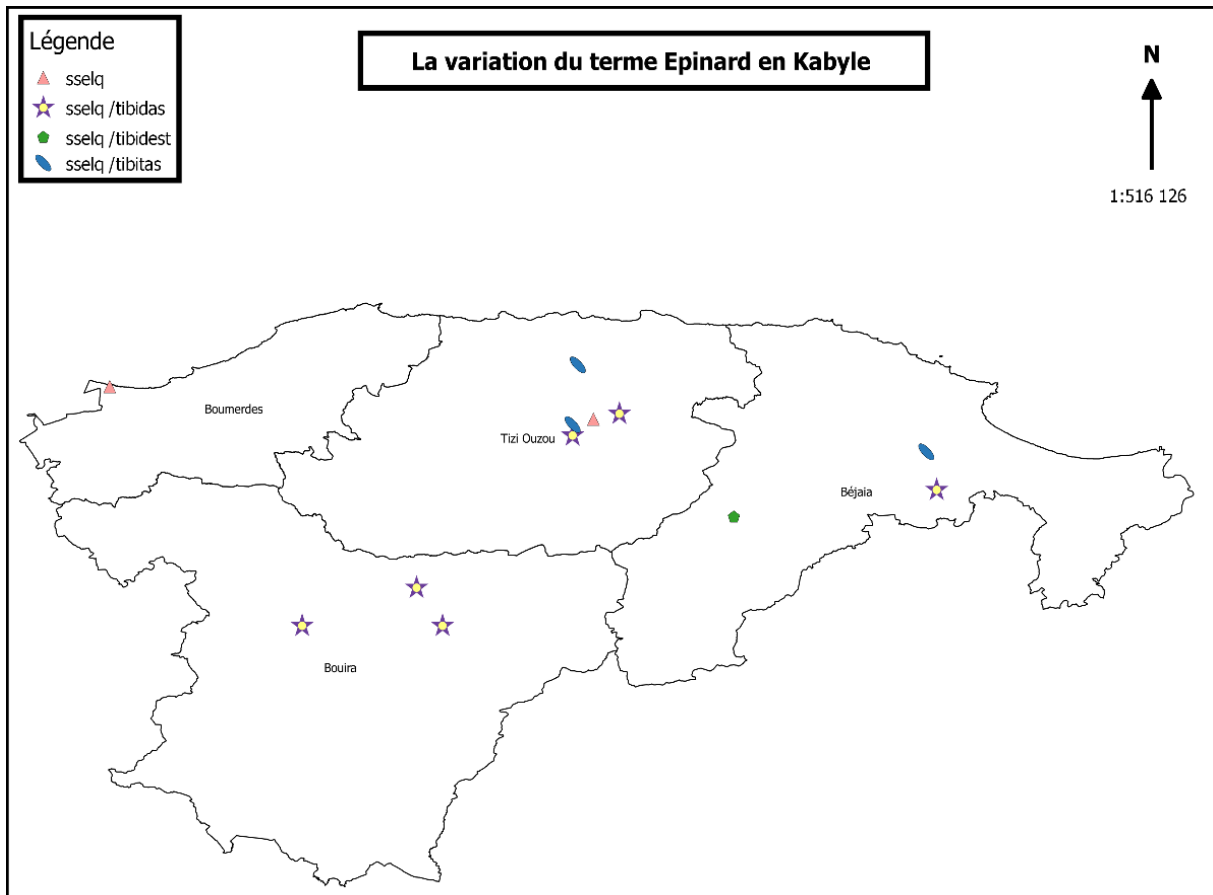 Légende
sselq
sselq /tibidas
sselq /tibidest
sselq /tibitas
La variation du terme Epinard en Kabyle
N
1:516 126
Boumerdes
Tizi Ouzou
Béjaia
Bouira